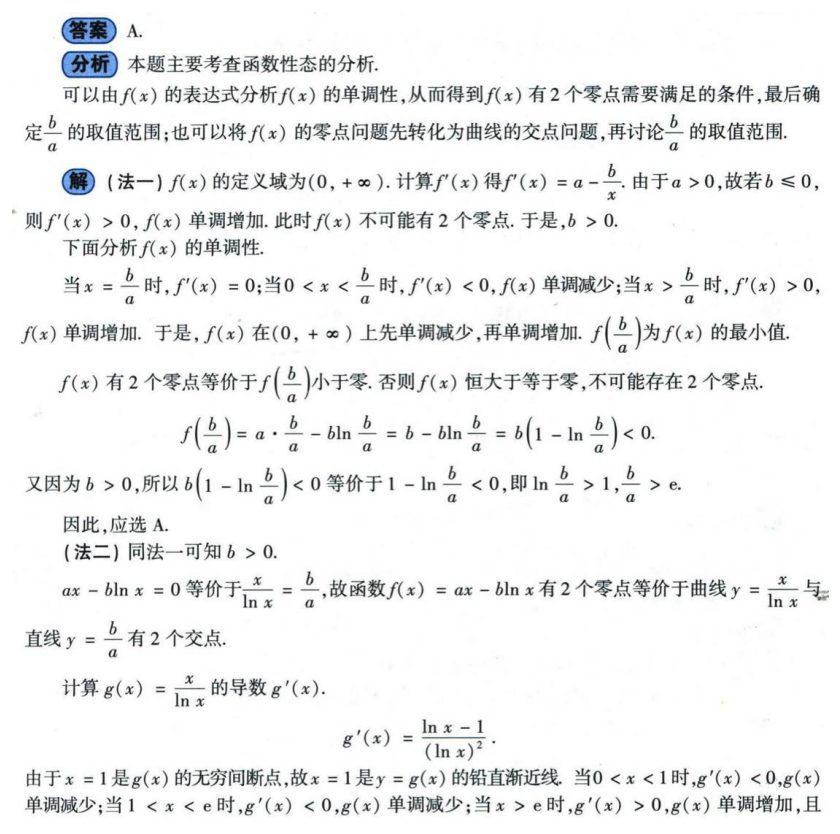 答案 A.
分析 本题主要考查函数性态的分析.
可以由f(x)的表达式分析f(x)的单调性,从而得到f(x)有2个零点需要满足的条件,最后确
定b/a的取值范围;也可以将f(x)的零点问题先转化为曲线的交点问题,再讨论b/a的取值范围.
解 (法一)f(x)的定义域为(0, +∞).计算f′(x)得f′(x) = a - b/x.由于a > 0,故若b ≤ 0,
则f′(x) > 0,f(x)单调增加.此时f(x)不可能有2个零点.于是,b > 0.
下面分析f(x)的单调性.
当x = b/a时,f′(x) = 0;当0 < x < b/a时,f′(x) < 0,f(x)单调减少;当x > b/a时,f′(x) > 0,
f(x)单调增加. 于是,f(x)在(0, +∞)上先单调减少,再单调增加. f(b/a)为f(x)的最小值.
f(x)有2个零点等价于f(b/a)小于零.否则f(x)恒大于等于零,不可能存在2个零点.
f(b/a) = a · b/a - bln b/a = b - bln b/a = b(1 - ln b/a) < 0.
又因为b > 0,所以b(1 - ln b/a) < 0等价于1 - ln b/a < 0,即ln b/a > 1, b/a > e.
因此,应选A.
(法二)同法一可知b > 0.
ax - bln x = 0等价于x/ln x = b/a,故函数f(x) = ax - bln x有2个零点等价于曲线y = x/ln x与
直线y = b/a有2个交点.
计算g(x) = x/ln x的导数g′(x).
g′(x) = (ln x - 1)/(ln x)².
由于x = 1是g(x)的无穷间断点,故x = 1是y = g(x)的铅直渐近线. 当0 < x < 1时,g′(x) < 0,g(x)
单调减少;当1 < x < e时,g′(x) < 0,g(x)单调减少;当x > e时,g′(x) > 0,g(x)单调增加,且